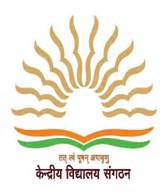 तत् त्वं पूषन् अपावृणु
केन्द्रीय विद्यालय संगठन